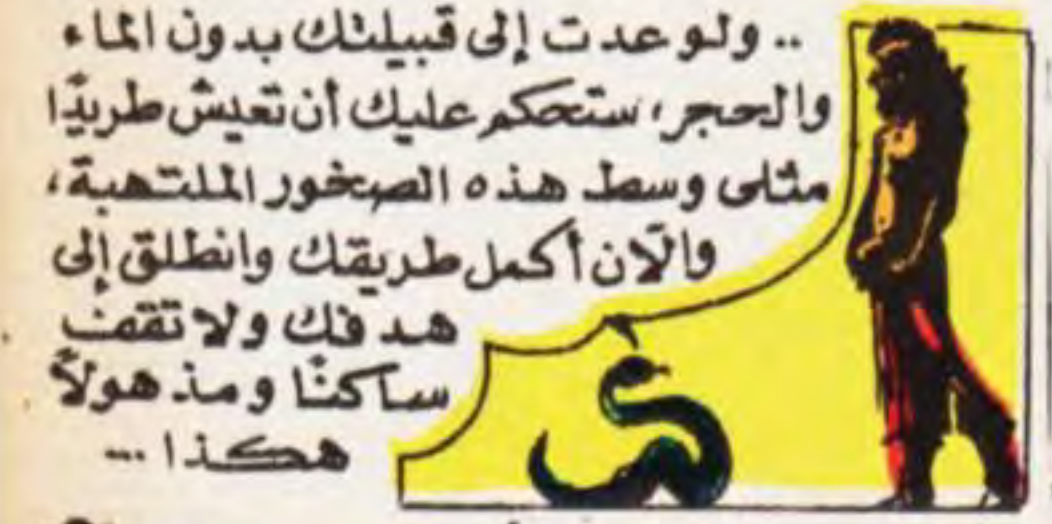 .. ولو عدت إلى قبيلتك بدون الماء
والحجر، ستحكم عليك أن تعيش طريدًا
مثلى وسط هذه الصخور الملتهبة،
والآن أكمل طريقك وانطلق إلى
هدفك ولا تقف
ساكنًا ومذهولاً
هكذا ...